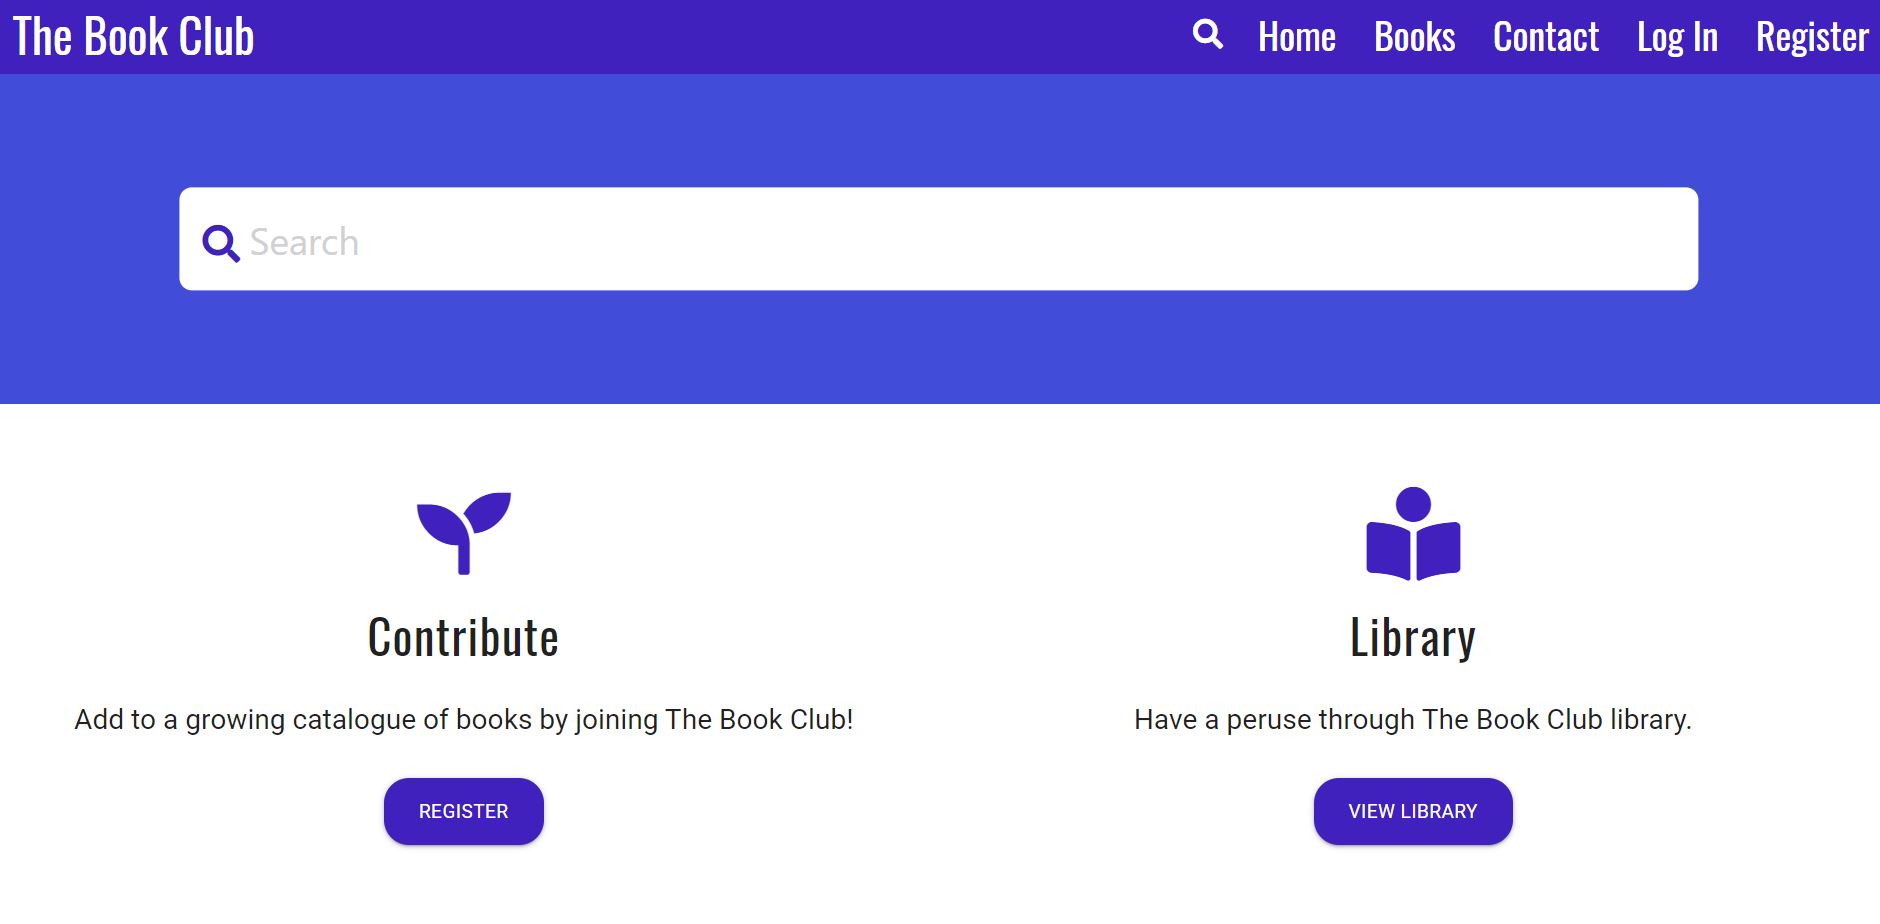 The Book Club
Home Books Contact Log In Register
Search
Contribute
Add to a growing catalogue of books by joining The Book Club!
REGISTER
Library
Have a peruse through The Book Club library.
VIEW LIBRARY